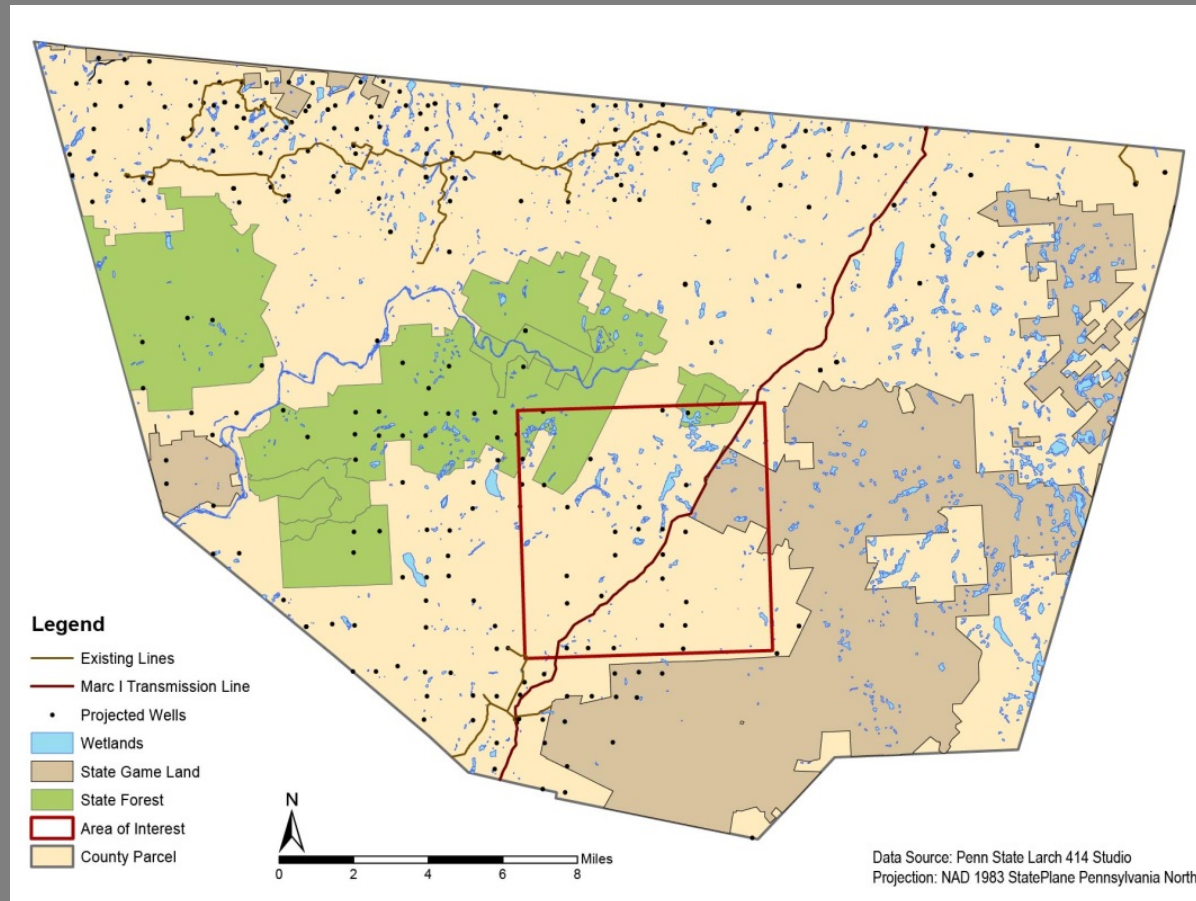 Legend
Existing Lines
Marc I Transmission Line
Projected Wells
Wetlands
State Game Land
State Forest
Area of Interest
County Parcel
N
Miles
0 2 4 6 8
Data Source: Penn State Larch 414 Studio
Projection: NAD 1983 StatePlane Pennsylvania North